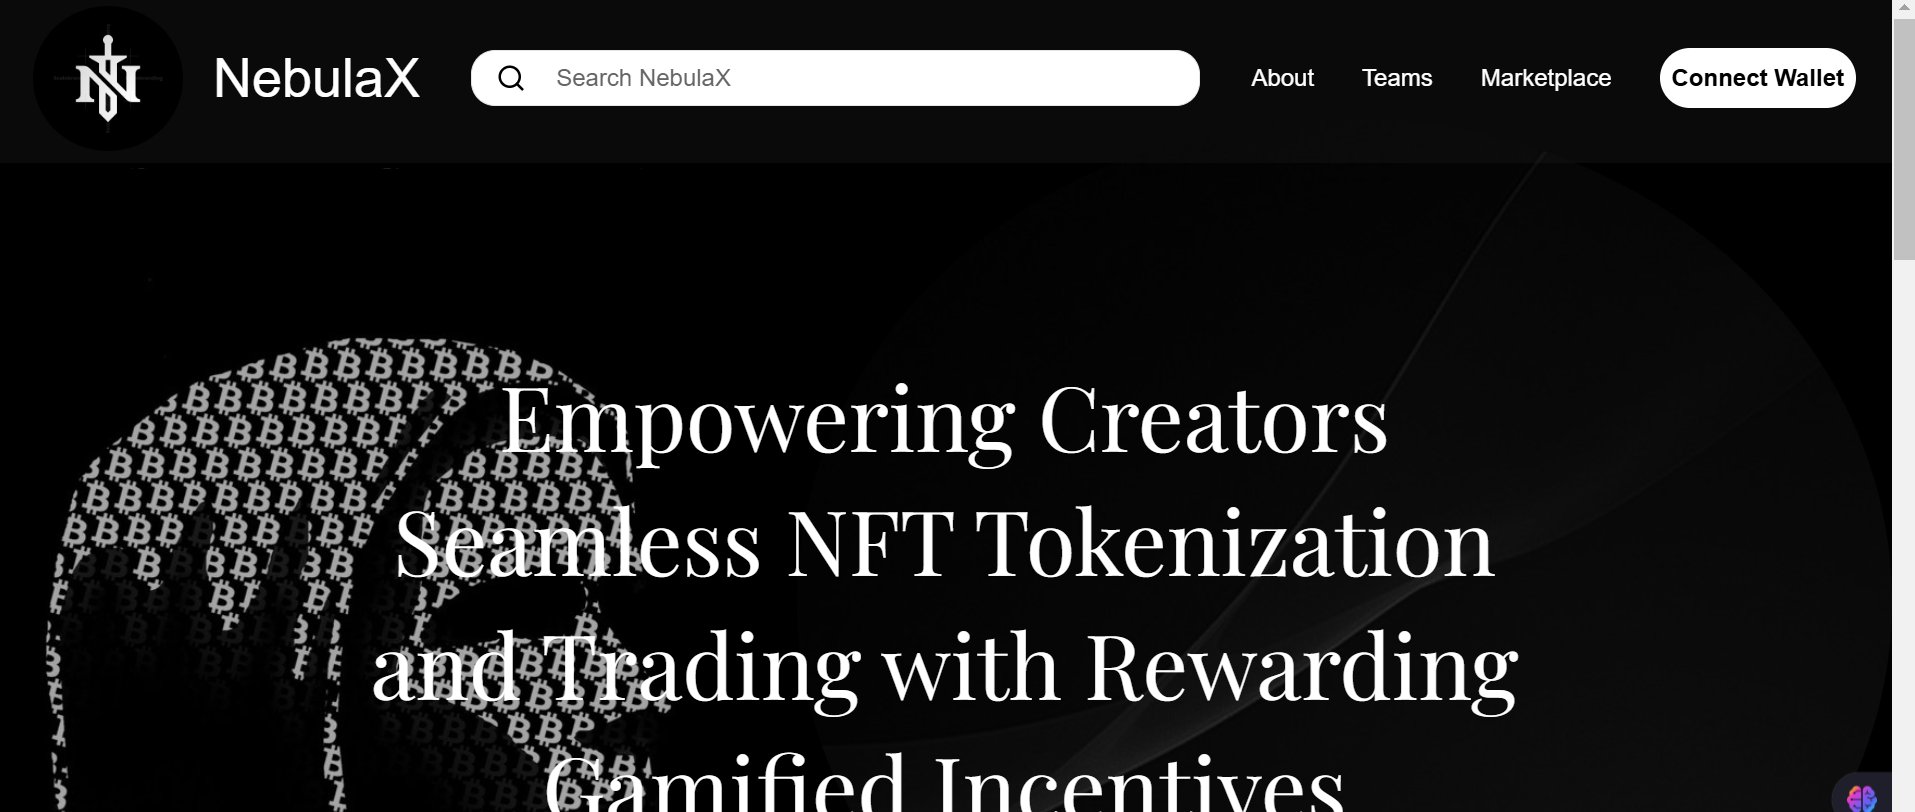 NebulaX
Search NebulaX
About
Teams
Marketplace
Connect Wallet
Empowering Creators
Seamless NFT Tokenization
and Trading with Rewarding
Gamified Incentives